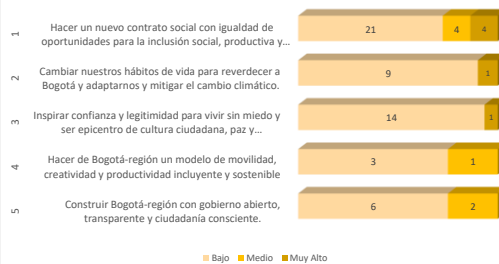 1
Hacer un nuevo contrato social con igualdad de
oportunidades para la inclusión social, productiva y…
21 4 4
2
Cambiar nuestros hábitos de vida para reverdecer a
Bogotá y adaptarnos y mitigar el cambio climático.
9 1
3
Inspirar confianza y legitimidad para vivir sin miedo y
ser epicentro de cultura ciudadana, paz y…
14 1
4
Hacer de Bogotá-región un modelo de movilidad,
creatividad y productividad incluyente y sostenible
3 1
5
Construir Bogotá-región con gobierno abierto,
transparente y ciudadanía consciente.
6 2
Bajo Medio Muy Alto